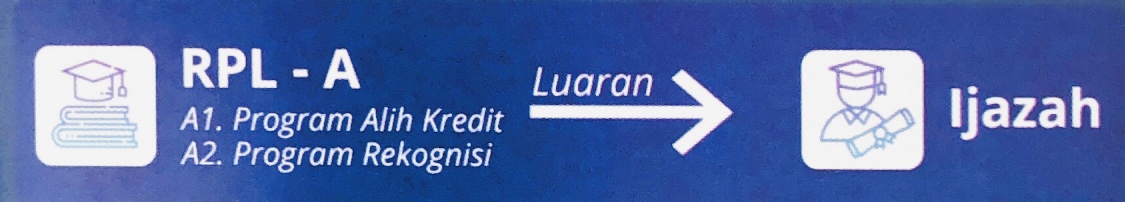 RPL - A
A1. Program Alih Kredit
A2. Program Rekognisi
Luaran
Ijazah